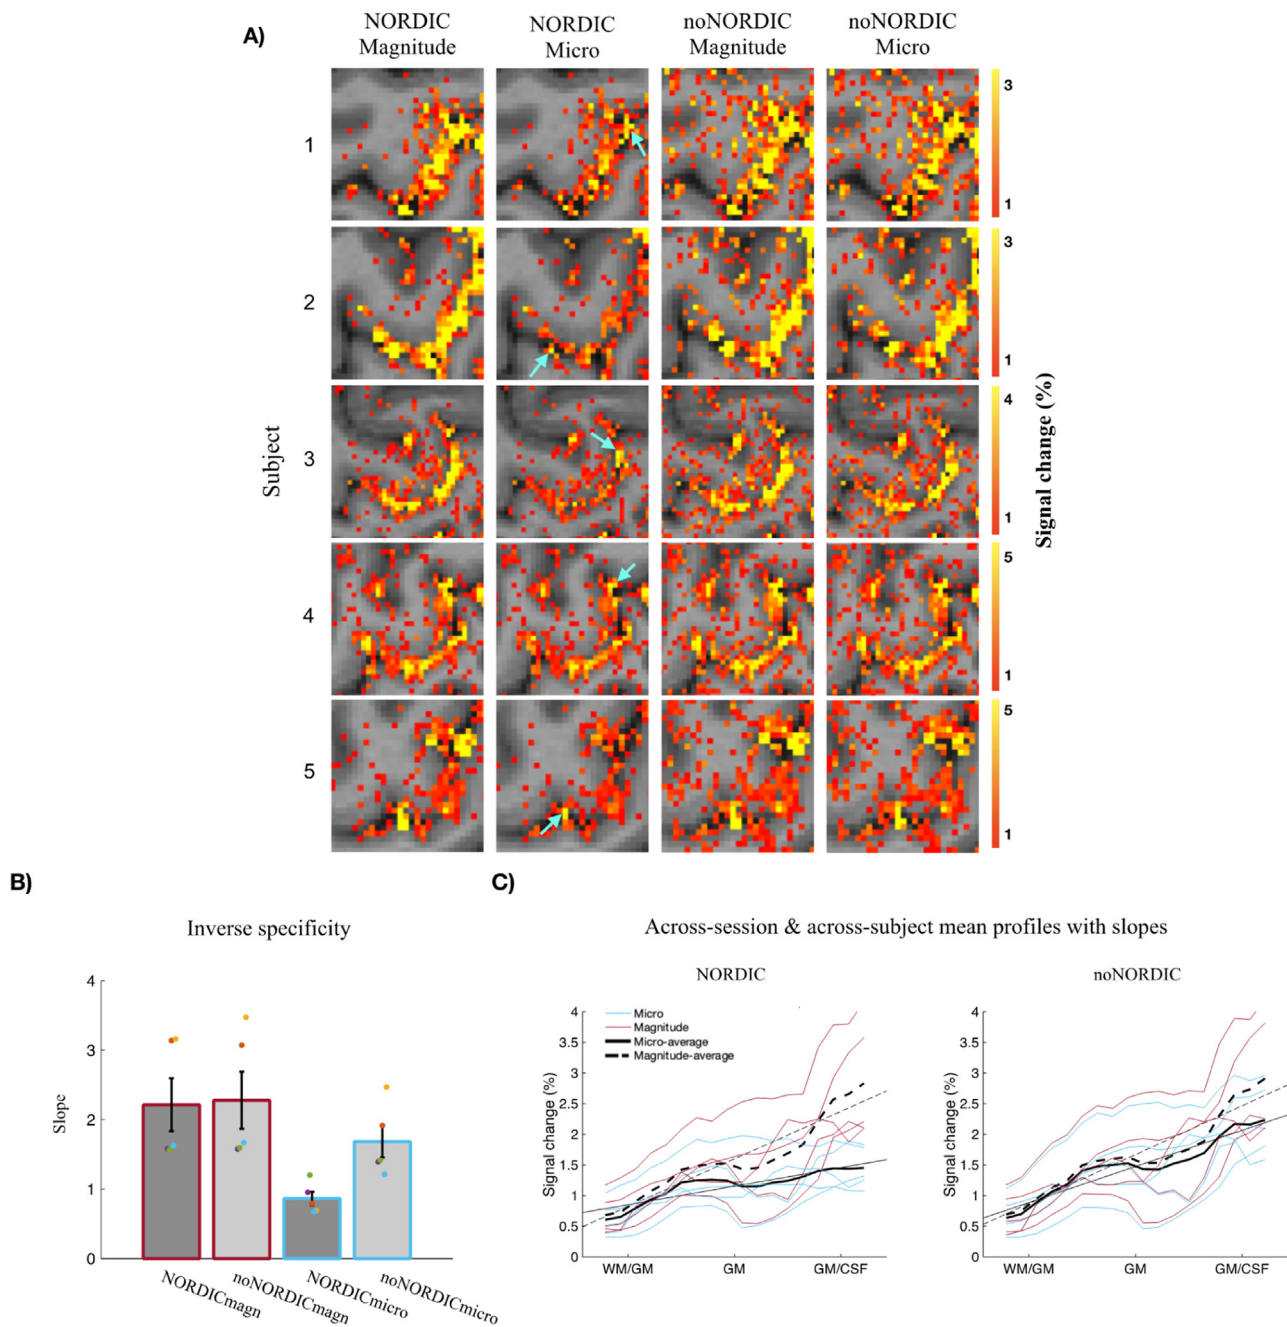 A)
NORDIC Magnitude
NORDIC Micro
noNORDIC Magnitude
noNORDIC Micro
Subject
1
3
1
2
3
1
3
4
1
4
5
1
5
5
1
Signal change (%)
B)
Inverse specificity
Slope
4
3
2
1
0
NORDICmagn
noNORDICmagn
NORDICmicro
noNORDICmicro
C)
Across-session & across-subject mean profiles with slopes
NORDIC
Signal change (%)
4
3.5
3
2.5
2
1.5
1
0.5
0
Micro
Magnitude
Micro-average
Magnitude-average
WM/GM
GM
GM/CSF
noNORDIC
Signal change (%)
4
3.5
3
2.5
2
1.5
1
0.5
0
WM/GM
GM
GM/CSF